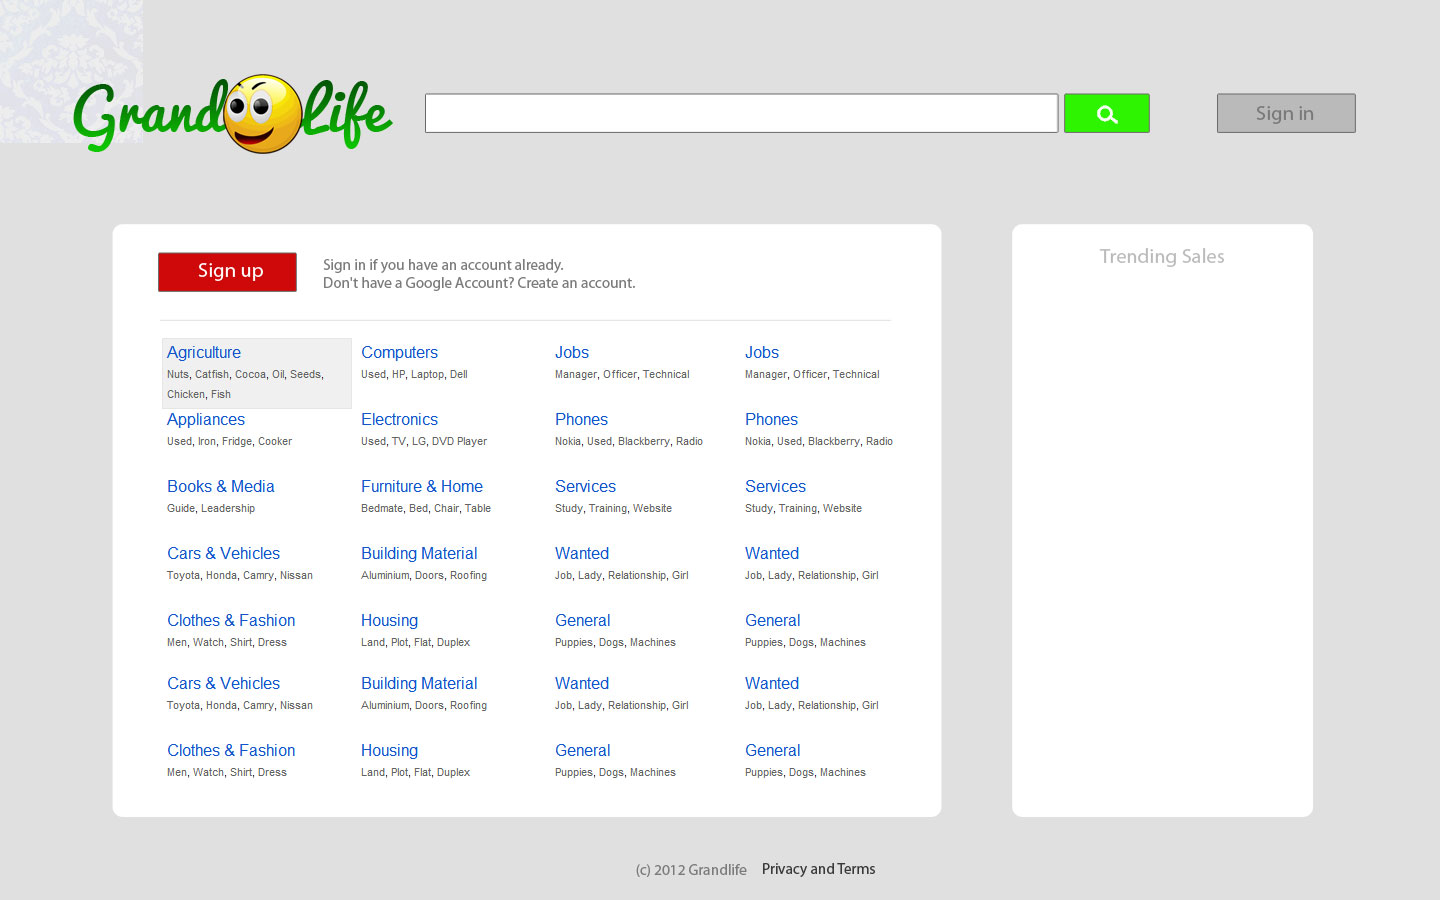 Grand Life
Sign in
Sign up
Sign in if you have an account already.
Don't have a Google Account? Create an account.
Trending Sales
Agriculture
Nuts, Catfish, Cocoa, Oil, Seeds,
Chicken, Fish
Computers
Used, HP, Laptop, Dell
Jobs
Manager, Officer, Technical
Jobs
Manager, Officer, Technical
Appliances
Used, Iron, Fridge, Cooker
Electronics
Used, TV, LG, DVD Player
Phones
Nokia, Used, Blackberry, Radio
Phones
Nokia, Used, Blackberry, Radio
Books & Media
Guide, Leadership
Furniture & Home
Bedmate, Bed, Chair, Table
Services
Study, Training, Website
Services
Study, Training, Website
Cars & Vehicles
Toyota, Honda, Camry, Nissan
Building Material
Aluminium, Doors, Roofing
Wanted
Job, Lady, Relationship, Girl
Wanted
Job, Lady, Relationship, Girl
Clothes & Fashion
Men, Watch, Shirt, Dress
Housing
Land, Plot, Flat, Duplex
General
Puppies, Dogs, Machines
General
Puppies, Dogs, Machines
Cars & Vehicles
Toyota, Honda, Camry, Nissan
Building Material
Aluminium, Doors, Roofing
Wanted
Job, Lady, Relationship, Girl
Wanted
Job, Lady, Relationship, Girl
Clothes & Fashion
Men, Watch, Shirt, Dress
Housing
Land, Plot, Flat, Duplex
General
Puppies, Dogs, Machines
General
Puppies, Dogs, Machines
(c) 2012 Grandlife Privacy and Terms